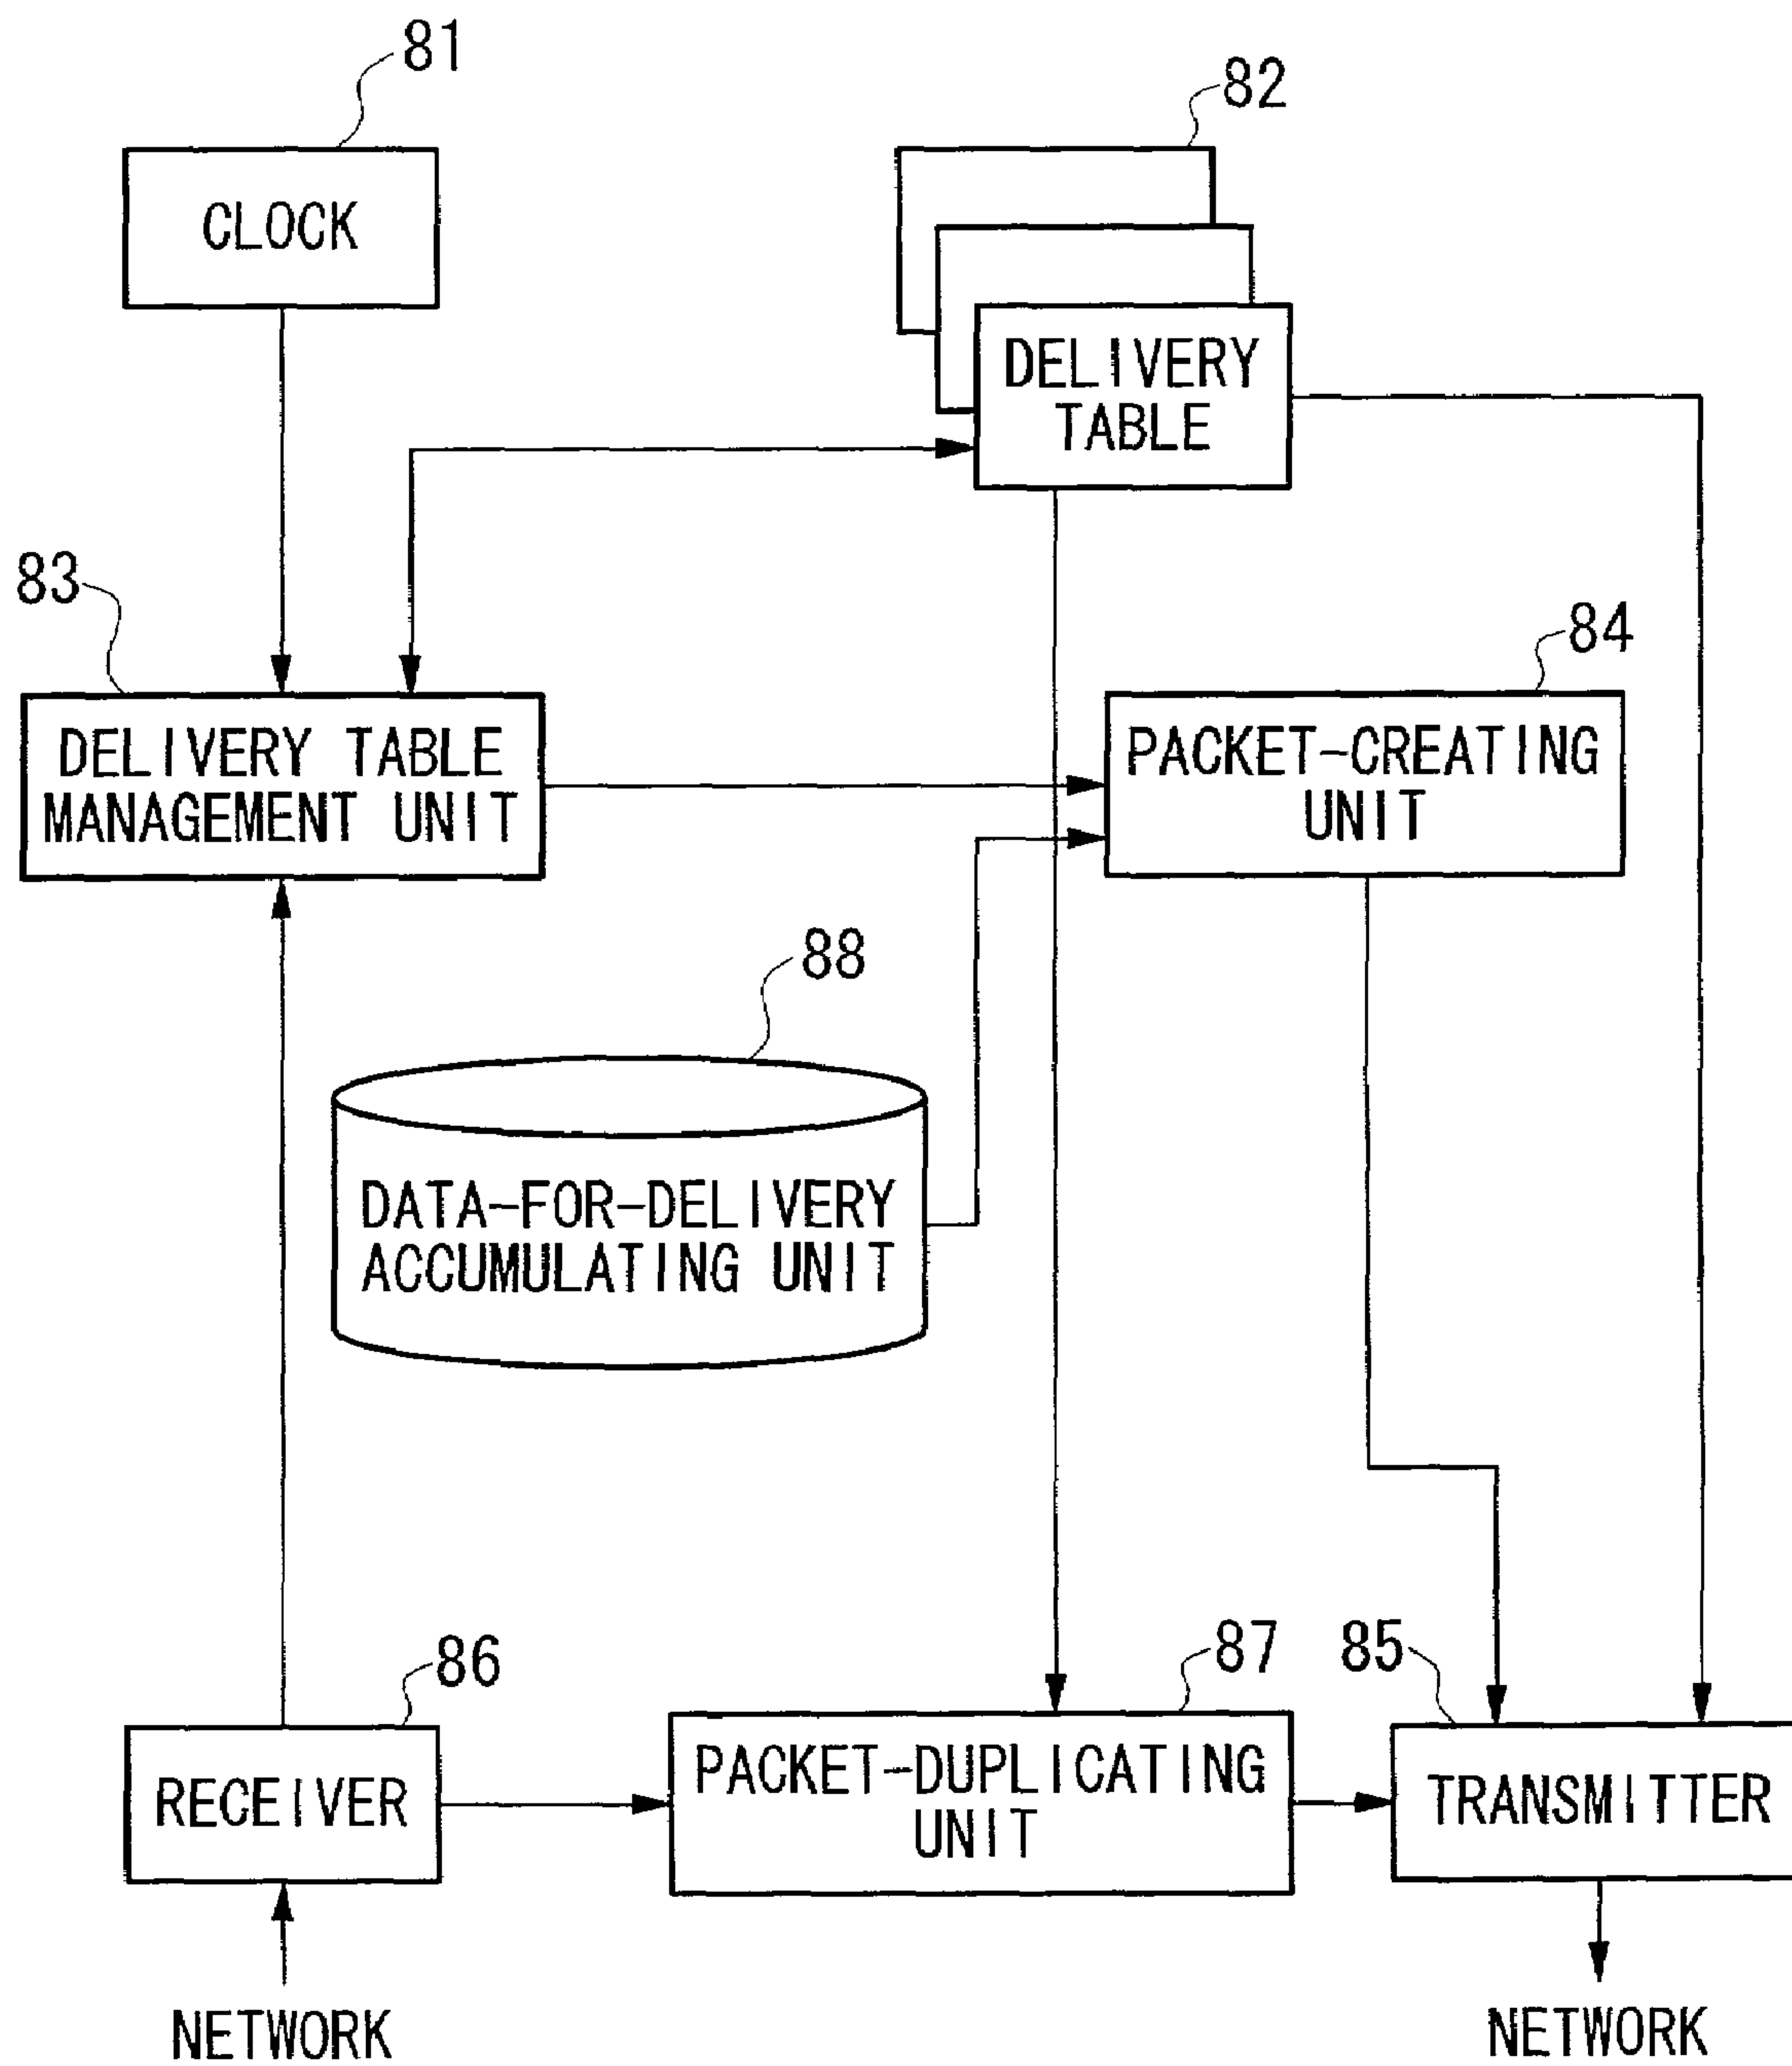 81
82
CLOCK
DELIVERY
TABLE
83
84
DELIVERY TABLE
MANAGEMENT UNIT
PACKET-CREATING
UNIT
88
DATA-FOR-DELIVERY
ACCUMULATING UNIT
86
87
85
RECEIVER
PACKET-DUPLICATING
UNIT
TRANSMITTER
NETWORK
NETWORK